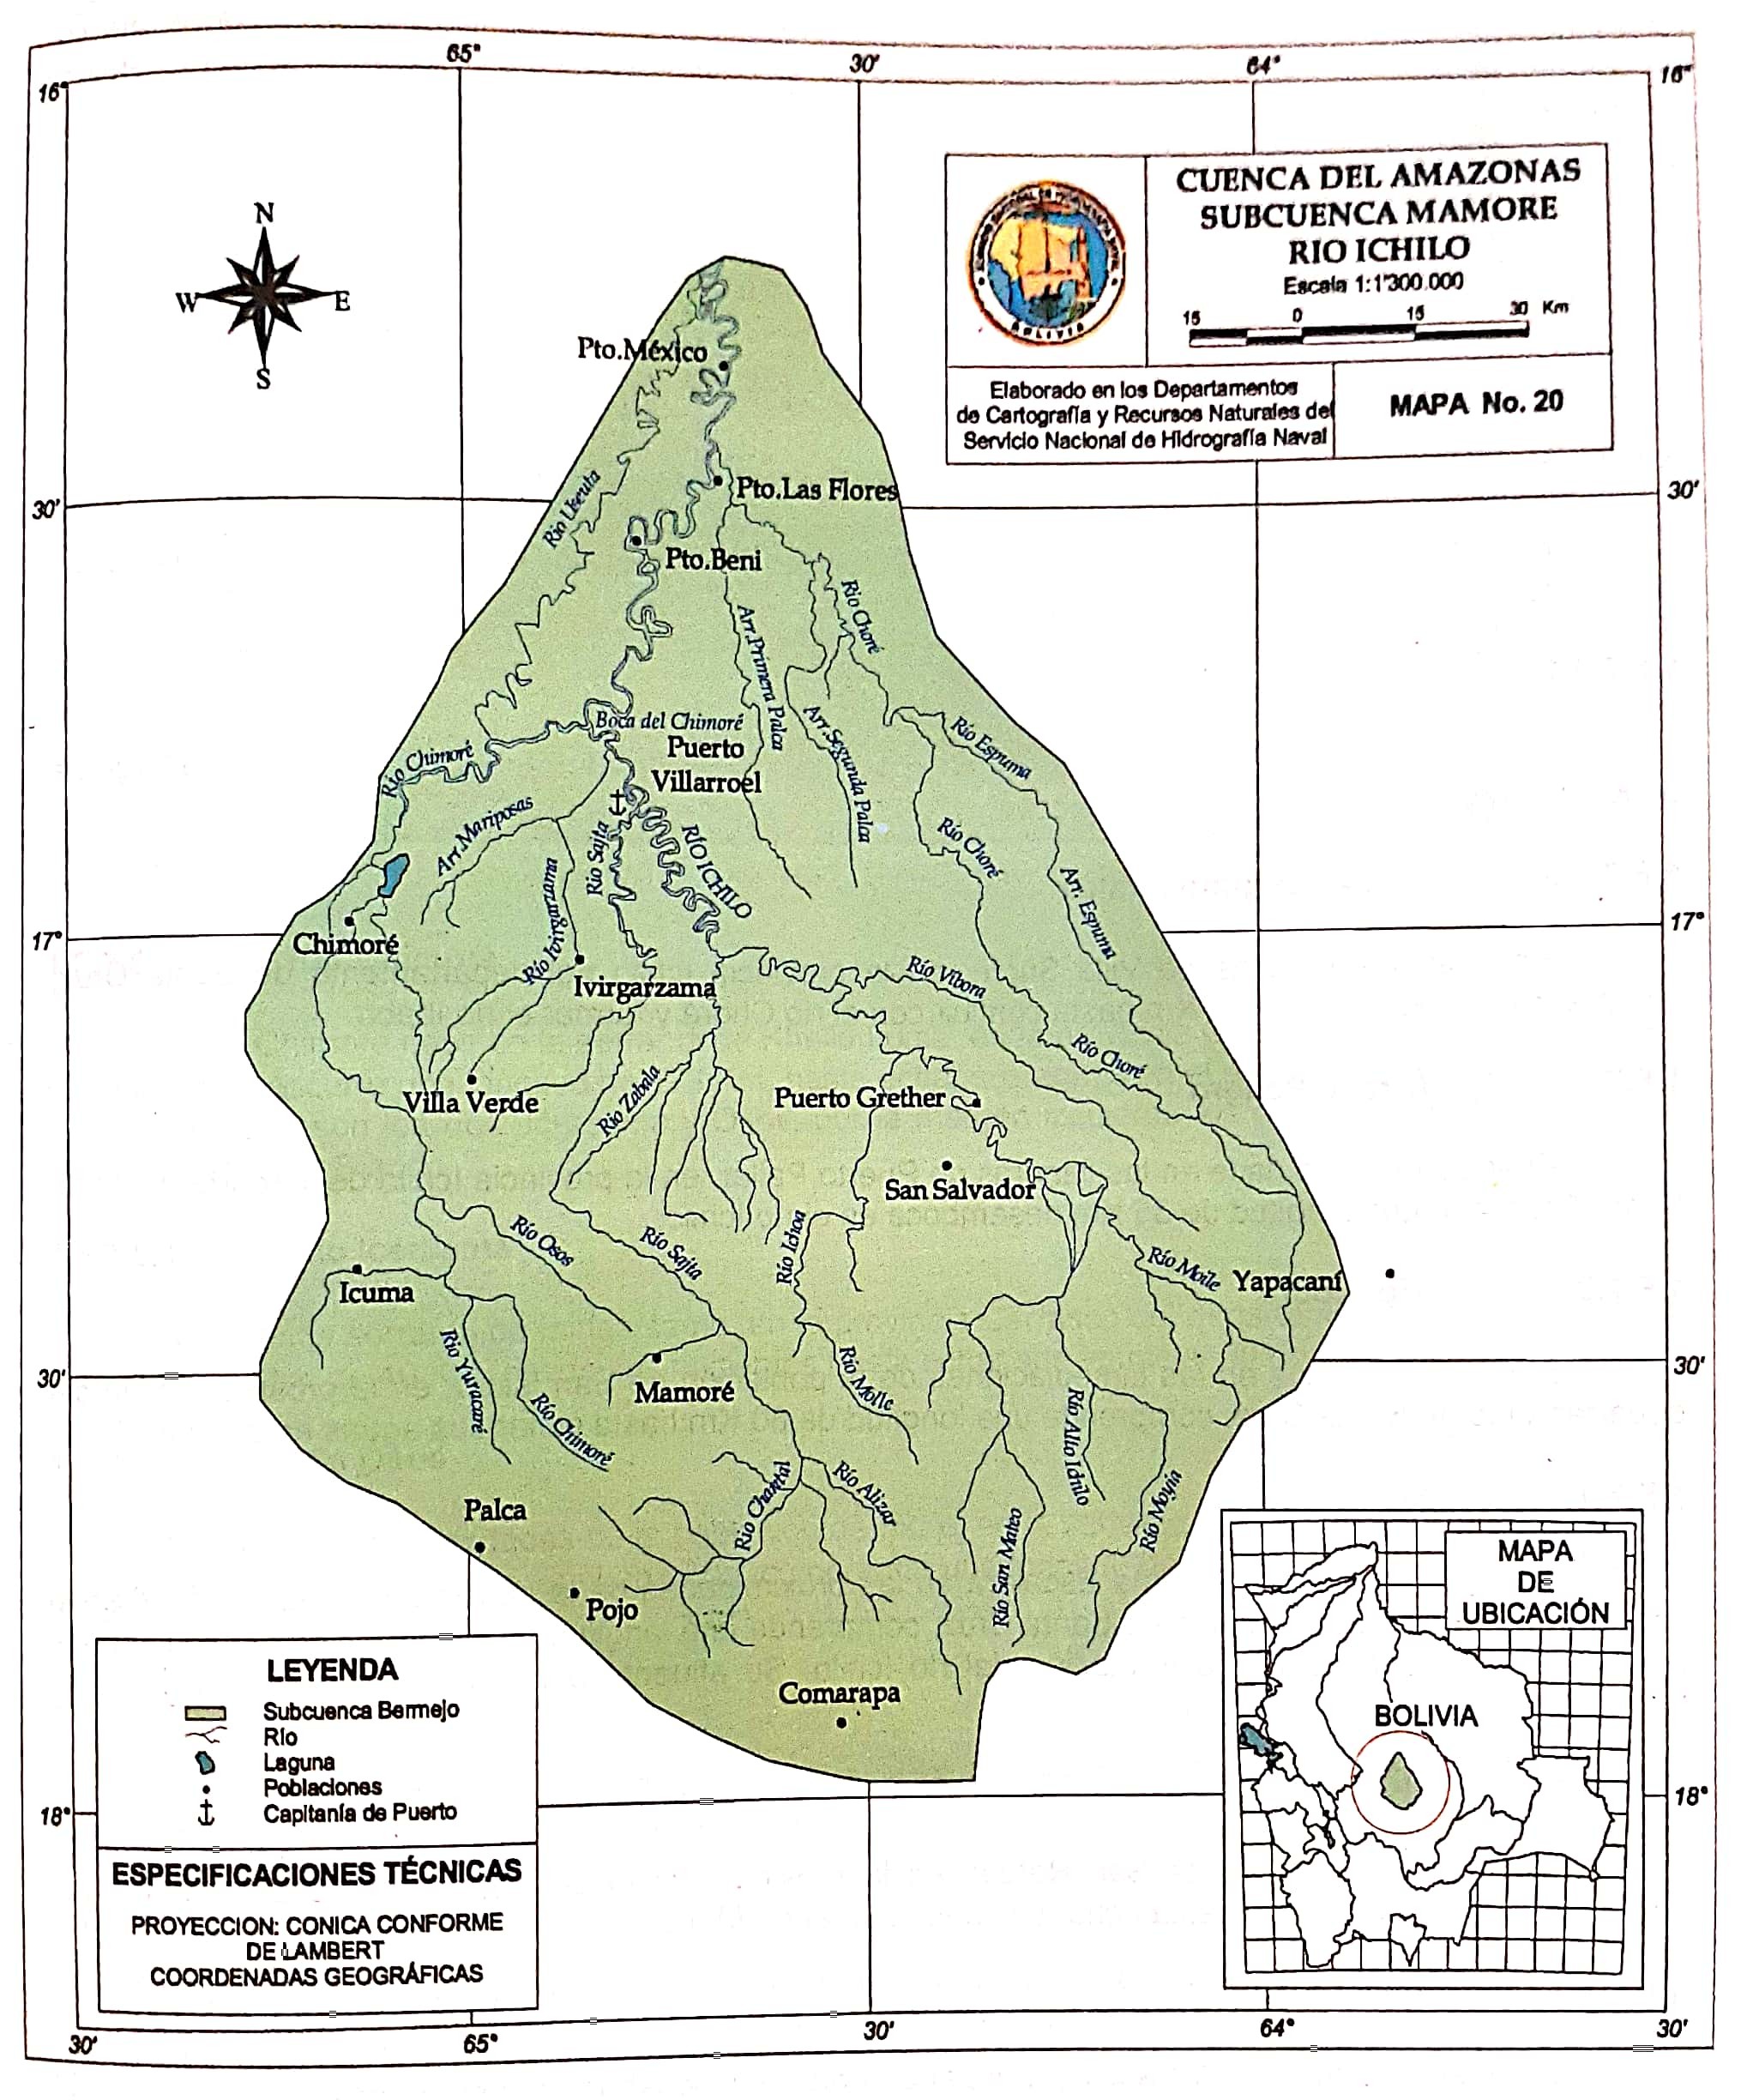 65°
30'
64°
16°
16°
CUENCA DEL AMAZONAS
SUBCUENCA MAMORE
RIO ICHILO
Escala 1:1'300.000
15 0 15 30 Km
BOLIVIA
Elaborado en los Departamentos
de Cartografía y Recursos Naturales del
Servicio Nacional de Hidrografía Naval
MAPA No. 20
N
W E
S
Pto.México
Pto.Las Flores
30'
30'
Pto.Beni
Río Choré
Arr.Primera Palca
Arr.Segunda Palca
Boca del Chimoré
Puerto
Villarroel
Río Espuma
Río Chimoré
Arr.Mariposas
Río Sajta
RÍO ICHILO
Río Choré
Arr. Espuma
Río Ivirgarzama
17°
17°
Chimoré
Ivirgarzama
Río Víbora
Río Choré
Villa Verde
Río Zabala
Puerto Grether
San Salvador
Río Osos
Río Sajta
Río Ichoa
Río Moile
Yapacaní
Icuma
30'
30'
Río Yuracaré
Río Chimoré
Mamoré
Río Molle
Río Alto Ichilo
Río Moyia
Río Chantal
Río Alizar
Río San Mateo
Palca
Pojo
Comarapa
LEYENDA
Subcuenca Bermejo
Río
Laguna
Poblaciones
Capitanía de Puerto
18°
18°
ESPECIFICACIONES TÉCNICAS
PROYECCION: CONICA CONFORME
DE LAMBERT
COORDENADAS GEOGRÁFICAS
MAPA
DE
UBICACIÓN
BOLIVIA
30'
65°
30'
64°
30'